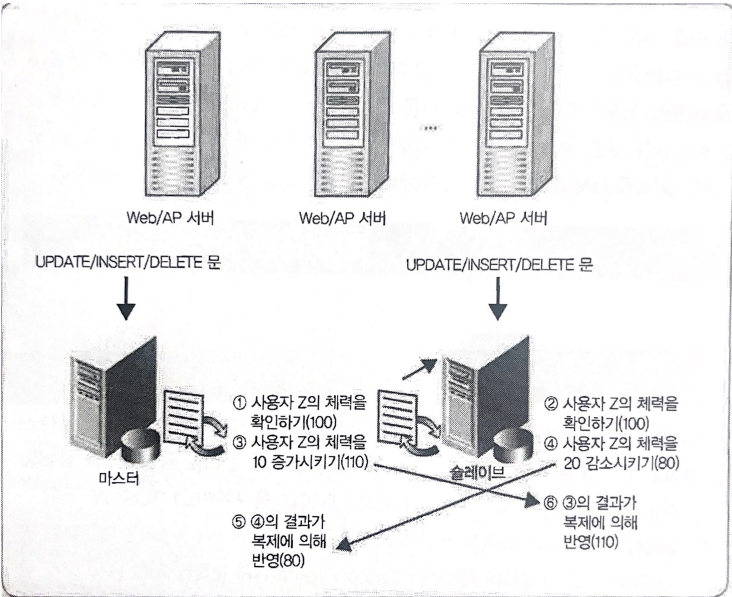 ...
Web/AP 서버
Web/AP 서버
Web/AP 서버
UPDATE/INSERT/DELETE 문
UPDATE/INSERT/DELETE 문
① 사용자 Z의 체력을
확인하기(100)
③ 사용자 Z의 체력을
10 증가시키기(110)
② 사용자 Z의 체력을
확인하기(100)
④ 사용자 Z의 체력을
20 감소시키기(80)
마스터
슬레이브
⑤ ④의 결과가
복제에 의해
반영(80)
⑥ ③의 결과가
복제에 의해
반영(110)